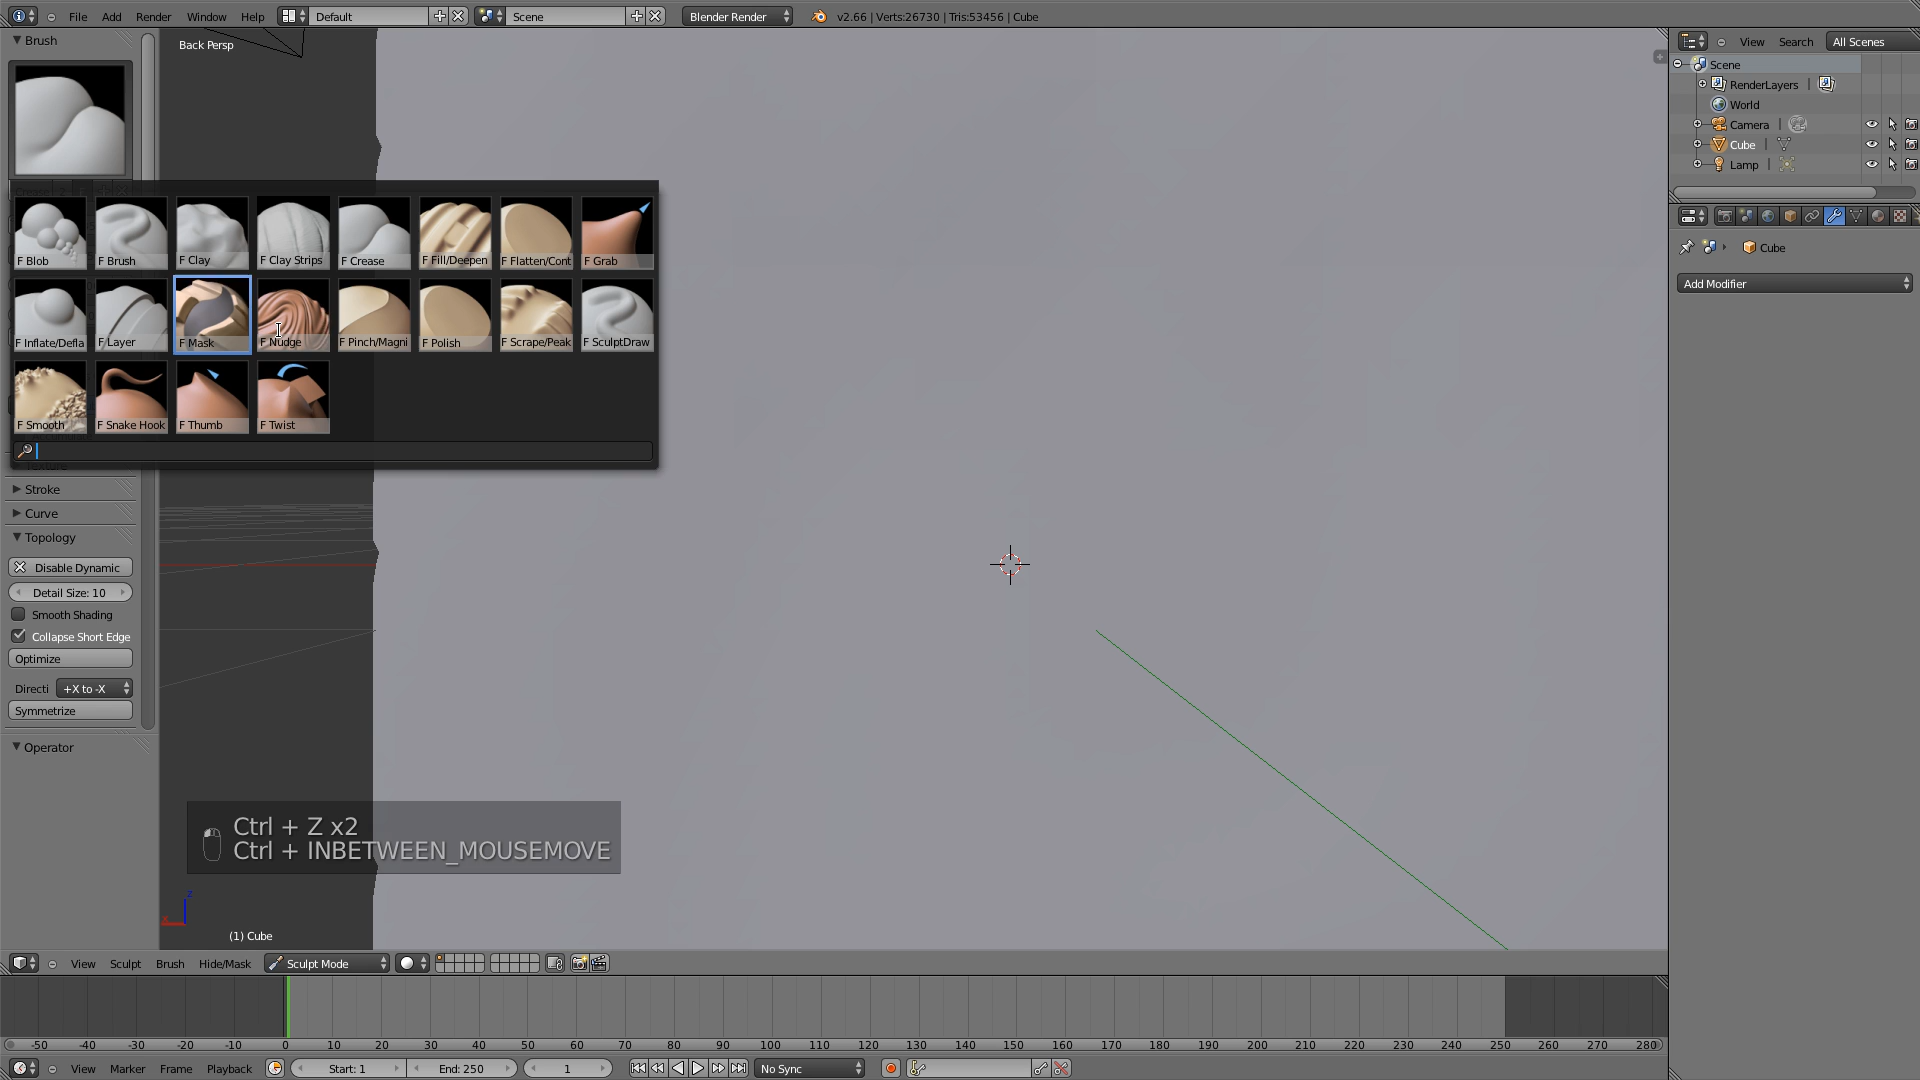 File Add Render Window Help Default Scene Blender Render v2.66 | Verts:26730 | Tris:53456 | Cube
Brush
Back Persp
F Blob F Brush F Clay F Clay Strips F Crease F Fill/Deepen F Flatten/Cont F Grab
F Inflate/Defla F Layer F Mask F Nudge F Pinch/Magni F Polish F Scrape/Peak F SculptDraw
F Smooth F Snake Hook F Thumb F Twist
Stroke
Curve
Topology
Disable Dynamic
Detail Size: 10
Smooth Shading
Collapse Short Edge
Optimize
Directi +X to -X
Symmetrize
Operator
Ctrl + Z x2
Ctrl + INBETWEEN_MOUSEMOVE
z
x
(1) Cube
View Sculpt Brush Hide/Mask Sculpt Mode
-50 -40 -30 -20 -10 0 10 20 30 40 50 60 70 80 90 100 110 120 130 140 150 160 170 180 190 200 210 220 230 240 250 260 270 280
View Marker Frame Playback Start: 1 End: 250 1 No Sync
View Search All Scenes
Scene
RenderLayers |
World
Camera |
Cube |
Lamp |
Cube
Add Modifier